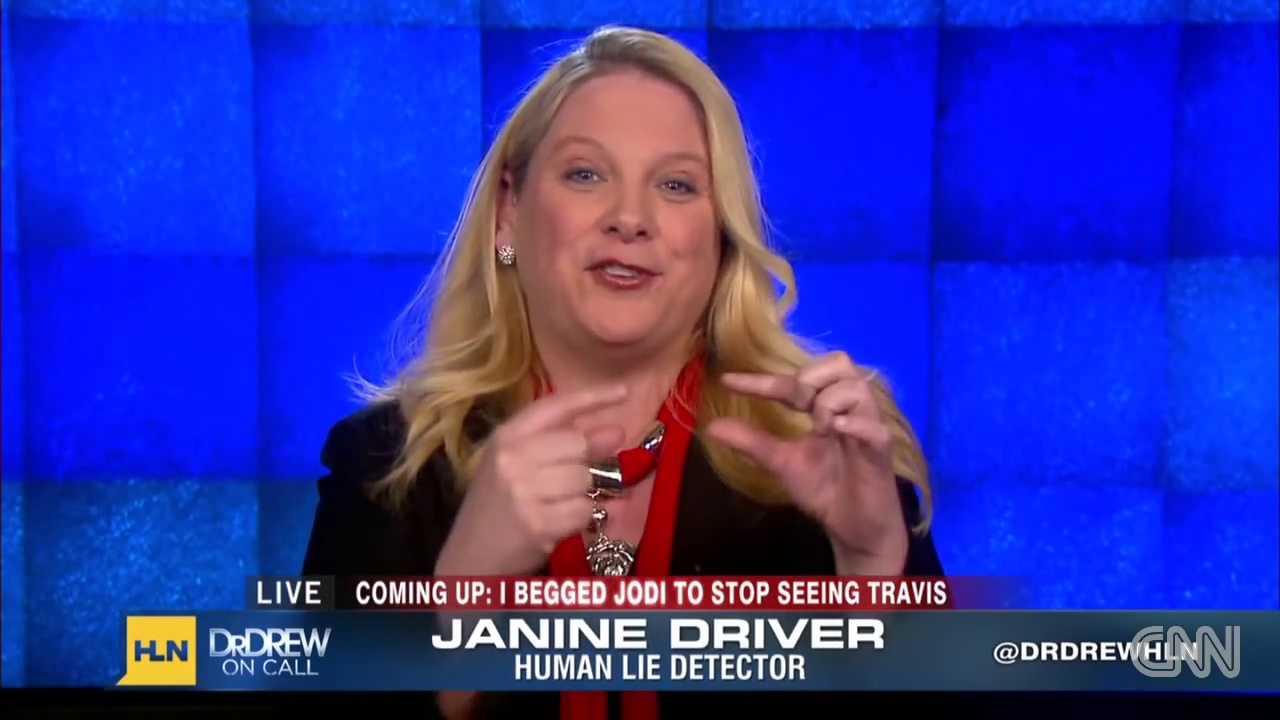 LIVE COMING UP: I BEGGED JODI TO STOP SEEING TRAVIS
HLN DRDREW ON CALL
JANINE DRIVER
HUMAN LIE DETECTOR
@DRDREWHLN
CNN